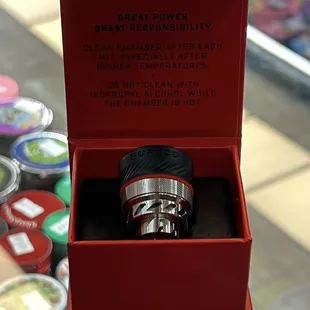 GREAT POWER
GREAT RESPONSIBILITY
CLEAN CHAMBER AFTER EACH
USE ESPECIALLY AFTER
HIGHER TEMPERATURES
DO NOT CLEAN WITH
ISOPROPYL ALCOHOL WHILE
THE CHAMBER IS HOT